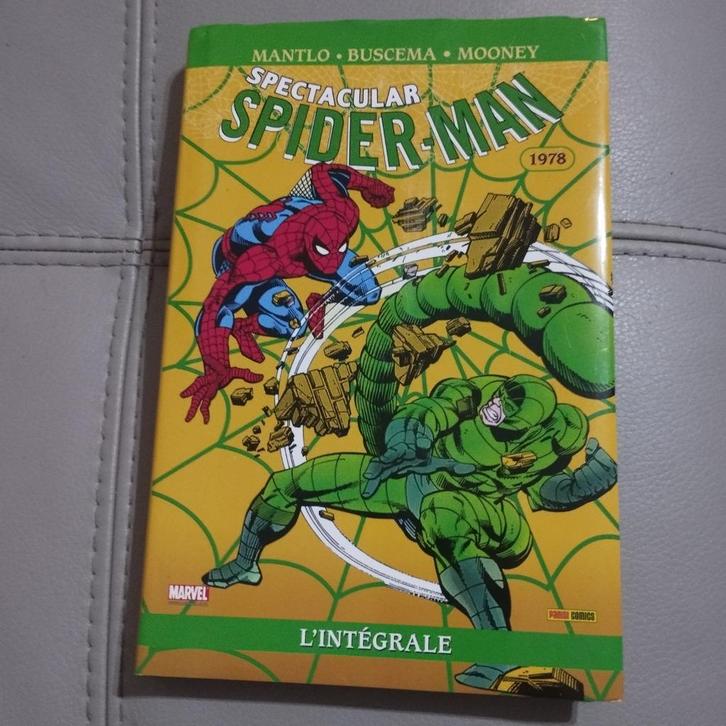 MANTLO • BUSCEMA • MOONEY
SPECTACULAR
SPIDER-MAN
1978
MARVEL
PANINI COMICS
L'INTÉGRALE